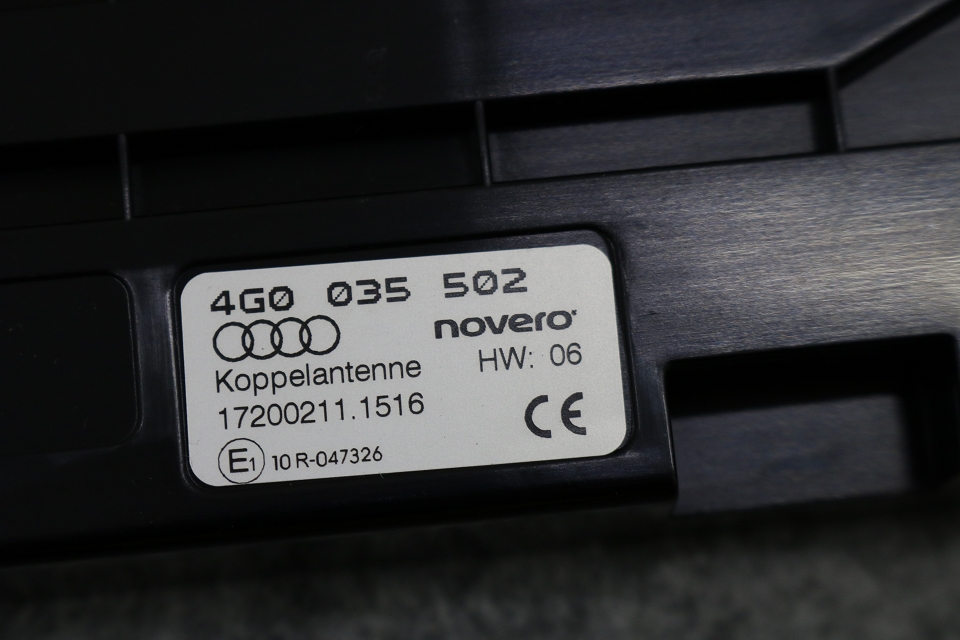 4G0 035 502
novero
HW: 06
Koppelantenne
17200211.1516
CE
E1 10 R-047326